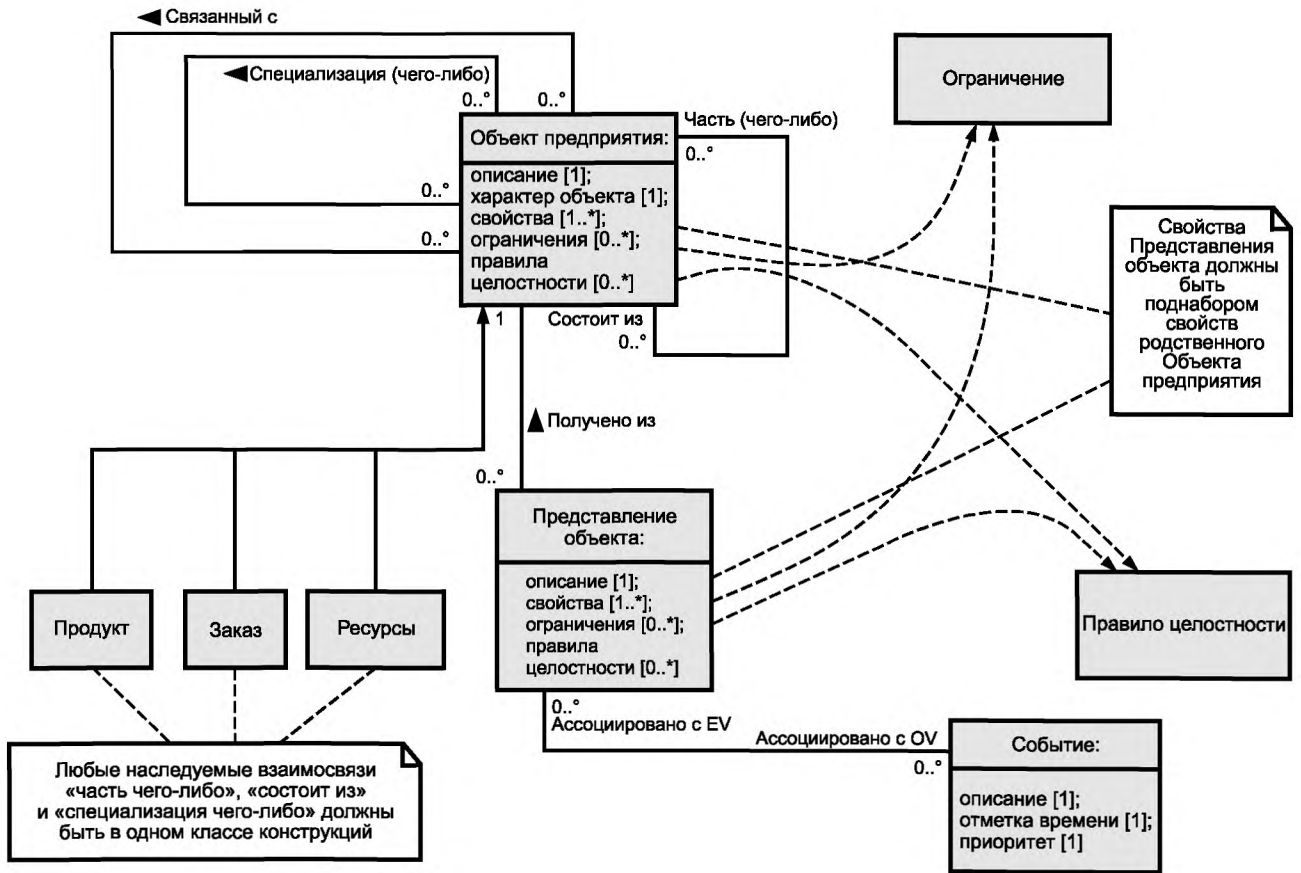 Связанный с
Специализация (чего-либо)
0..°
0..°
Ограничение
Часть (чего-либо)
0..°
Объект предприятия:
описание [1];
характер объекта [1];
свойства [1..*];
ограничения [0..*];
правила
целостности [0..*]
0..°
0..°
Свойства
Представления
объекта должны
быть
поднабором
свойств
родственного
Объекта
предприятия
1
Состоит из
0..°
Получено из
0..°
Представление
объекта:
описание [1];
свойства [1..*];
ограничения [0..*];
правила
целостности [0..*]
Продукт
Заказ
Ресурсы
Правило целостности
0..°
Ассоциировано с EV
Ассоциировано с OV
0..°
Событие:
описание [1];
отметка времени [1];
приоритет [1]
Любые наследуемые взаимосвязи
«часть чего-либо», «состоит из»
и «специализация чего-либо» должны
быть в одном классе конструкций